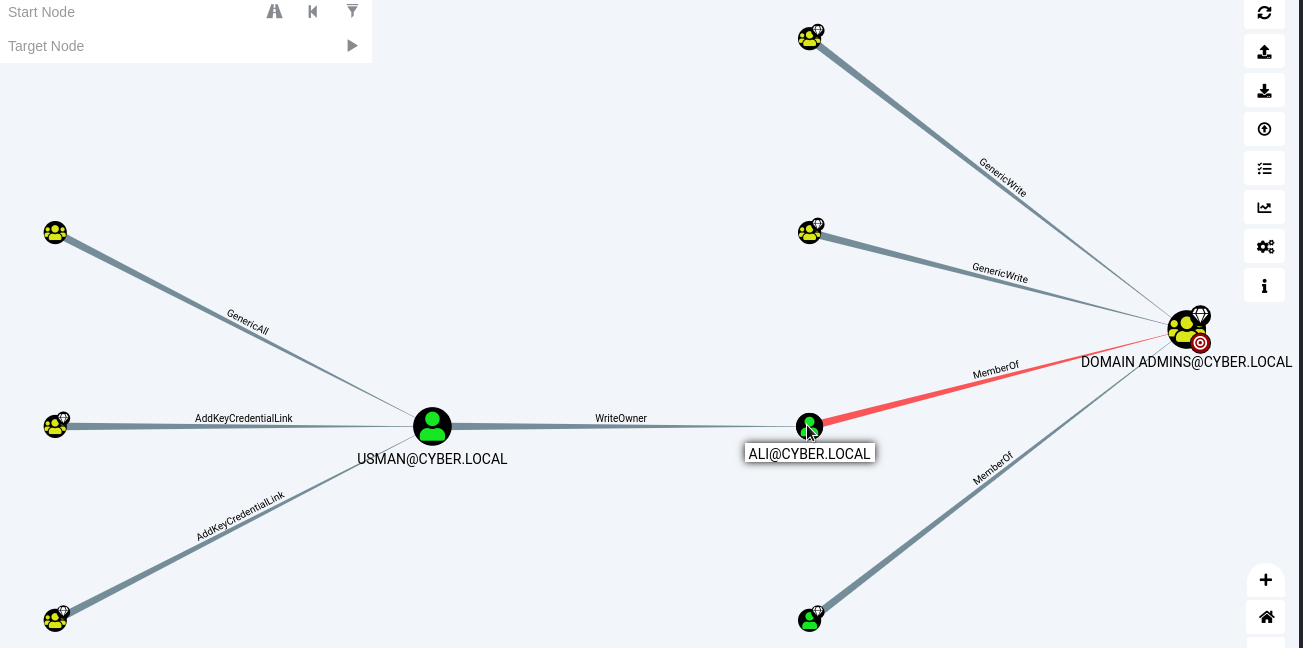 Start Node
Target Node
GenericWrite
GenericWrite
GenericAll
MemberOf
DOMAIN ADMINS@CYBER.LOCAL
AddKeyCredentialLink
WriteOwner
USMAN@CYBER.LOCAL
ALI@CYBER.LOCAL
MemberOf
AddKeyCredentialLink